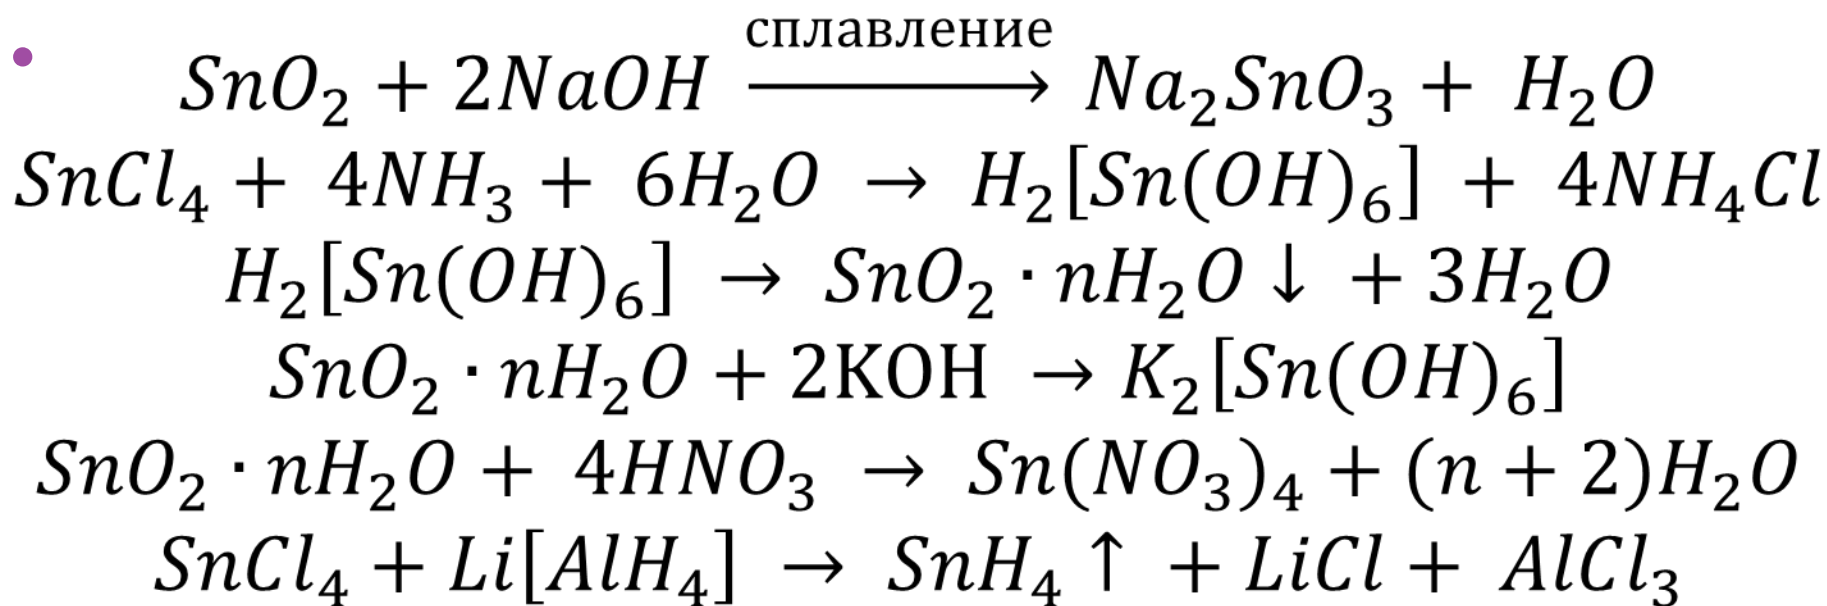 • SnO₂ + 2NaOH \xrightarrow{сплавление} Na₂SnO₃ + H₂O
SnCl₄ + 4NH₃ + 6H₂O → H₂[Sn(OH)₆] + 4NH₄Cl
H₂[Sn(OH)₆] → SnO₂ · nH₂O ↓ + 3H₂O
SnO₂ · nH₂O + 2KOH → K₂[Sn(OH)₆]
SnO₂ · nH₂O + 4HNO₃ → Sn(NO₃)₄ + (n + 2)H₂O
SnCl₄ + Li[AlH₄] → SnH₄ ↑ + LiCl + AlCl₃